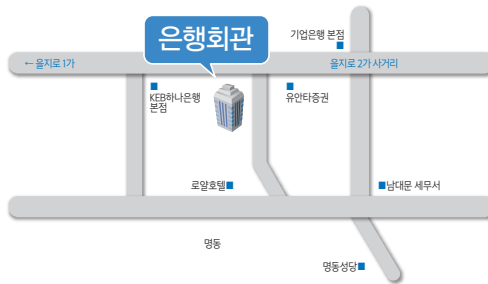 은행회관
기업은행 본점
← 을지로 1가
을지로 2가 사거리
KEB하나은행
본점
유안타증권
로얄호텔
남대문 세무서
명동
명동성당